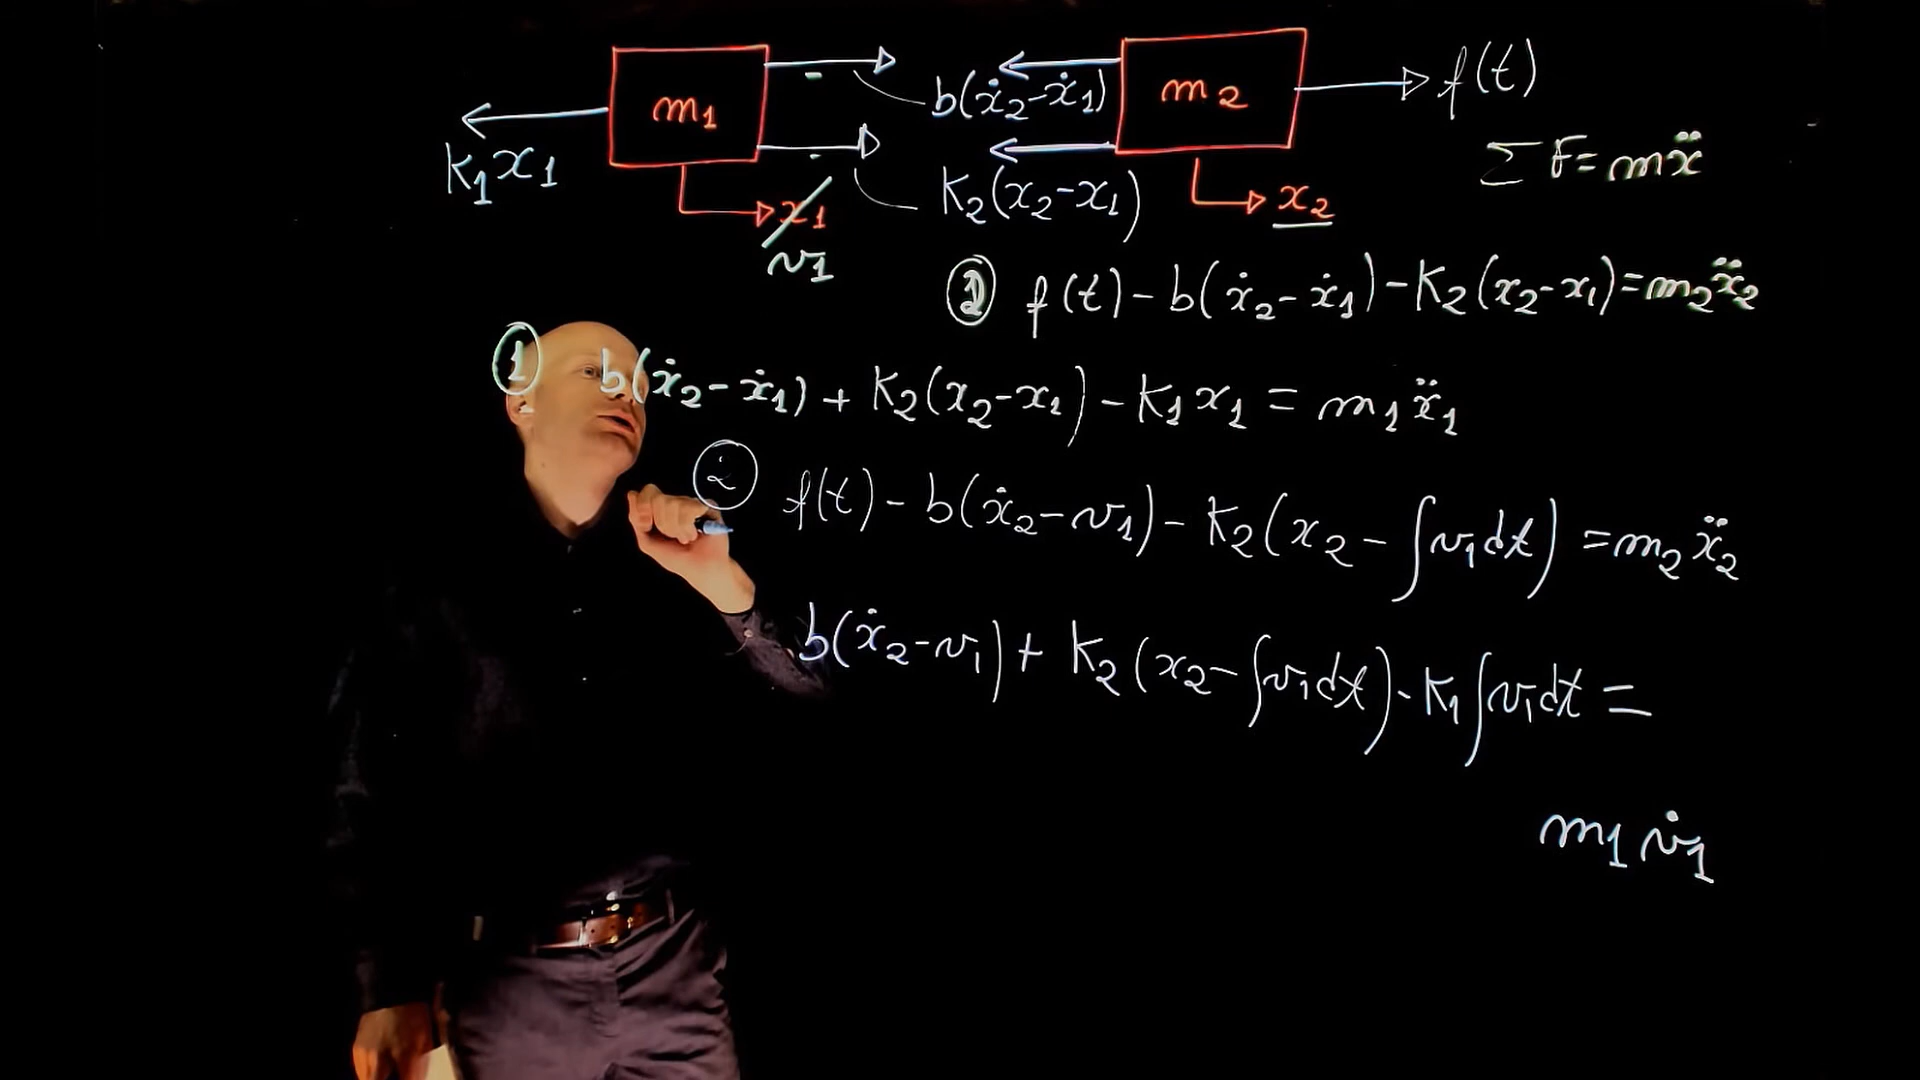 m1 m2 f(t)
b(ẋ2-ẋ1)
K1x1 K2(x2-x1) ΣF=mẍ
x1 x2
v1
f(t)-b(ẋ2-ẋ1)-K2(x2-x1)=m2ẍ2
① b(ẋ2-ẋ1)+K2(x2-x1)-K1x1=m1ẍ1
② f(t)-b(ẋ2-v1)-K2(x2-∫v1dt)=m2ẍ2
b(ẋ2-v1)+K2(x2-∫v1dt)-K1∫v1dt=
m1v̇1